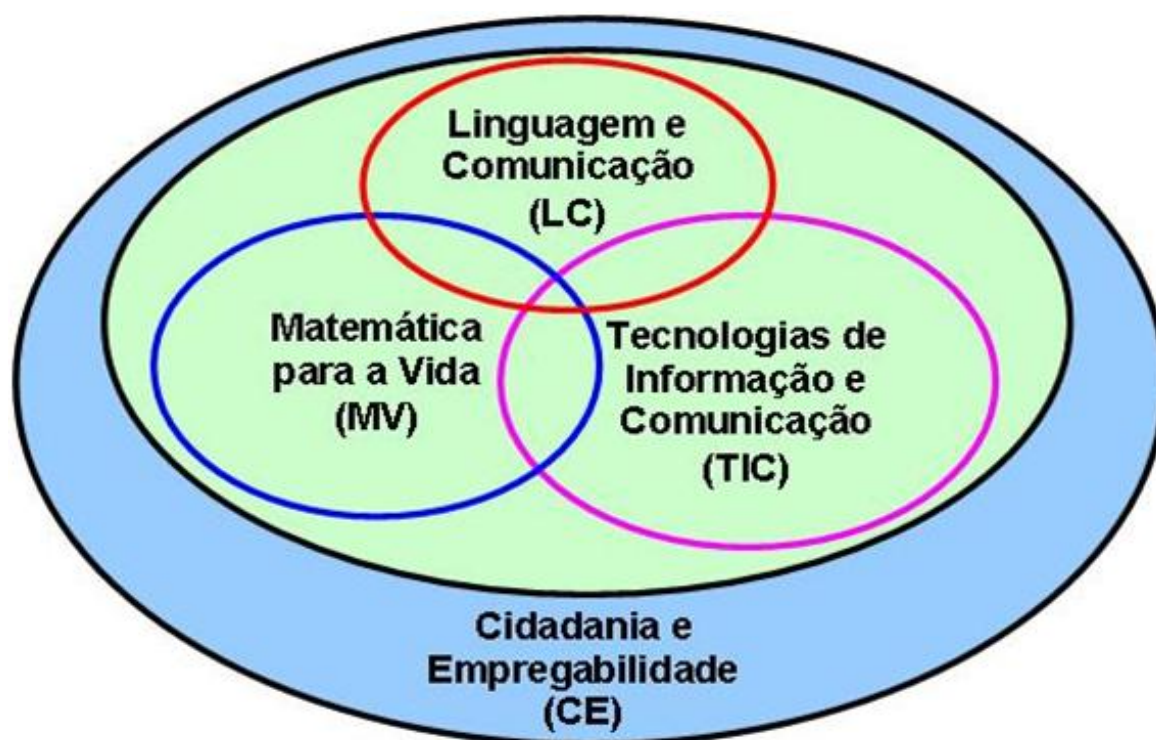 Linguagem e
Comunicação
(LC)
Matemática
para a Vida
(MV)
Tecnologias de
Informação e
Comunicação
(TIC)
Cidadania e
Empregabilidade
(CE)